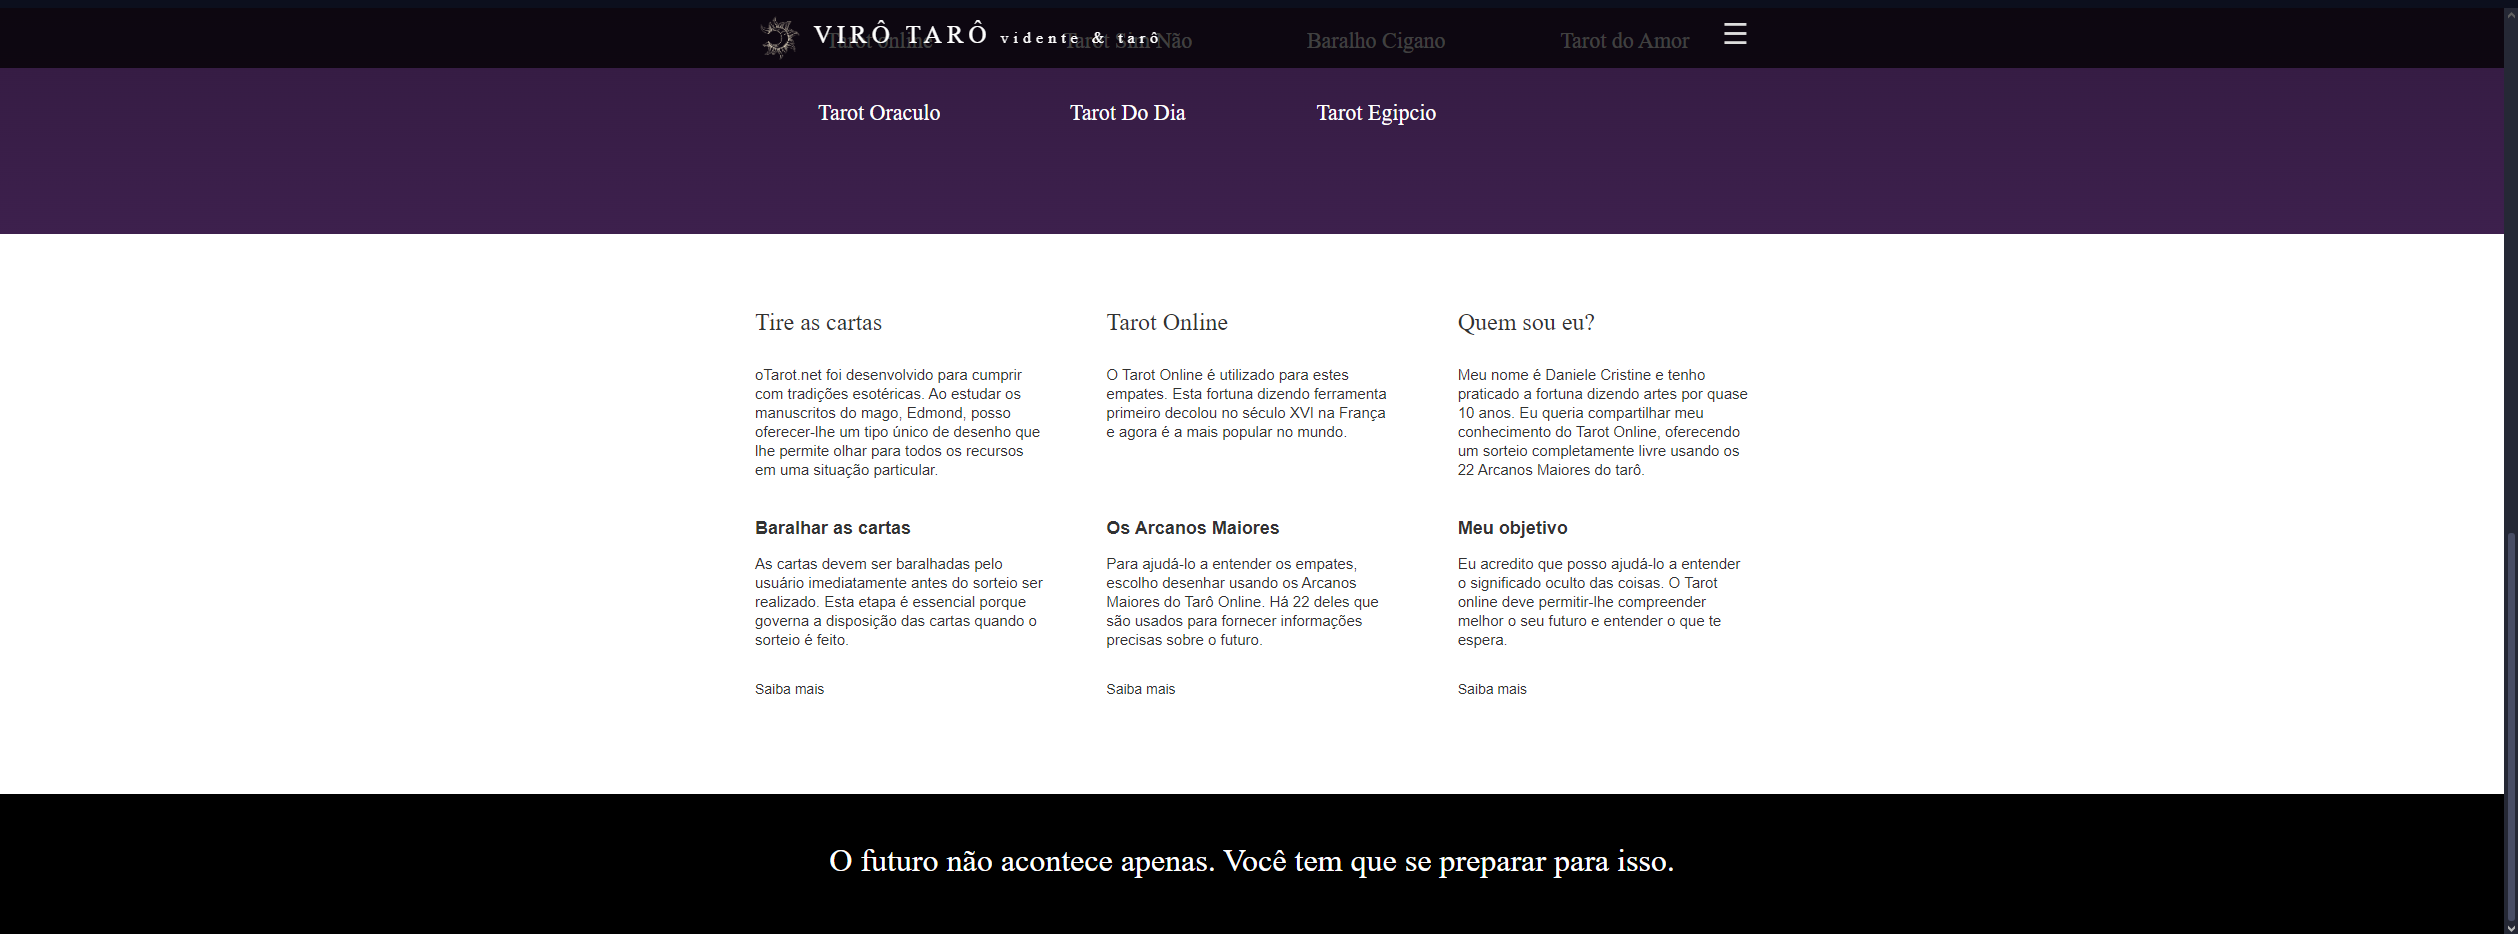 VIRÔ TARÔ vidente & tarô
Tarot online
Tarot Sim Não
Baralho Cigano
Tarot do Amor
Tarot Oraculo
Tarot Do Dia
Tarot Egipcio
Tire as cartas
oTarot.net foi desenvolvido para cumprir
com tradições esotéricas. Ao estudar os
manuscritos do mago, Edmond, posso
oferecer-lhe um tipo único de desenho que
lhe permite olhar para todos os recursos
em uma situação particular.
Baralhar as cartas
As cartas devem ser baralhadas pelo
usuário imediatamente antes do sorteio ser
realizado. Esta etapa é essencial porque
governa a disposição das cartas quando o
sorteio é feito.
Saiba mais
Tarot Online
O Tarot Online é utilizado para estes
empates. Esta fortuna dizendo ferramenta
primeiro decolou no século XVI na França
e agora é a mais popular no mundo.
Os Arcanos Maiores
Para ajudá-lo a entender os empates,
escolho desenhar usando os Arcanos
Maiores do Tarô Online. Há 22 deles que
são usados para fornecer informações
precisas sobre o futuro.
Saiba mais
Quem sou eu?
Meu nome é Daniele Cristine e tenho
praticado a fortuna dizendo artes por quase
10 anos. Eu queria compartilhar meu
conhecimento do Tarot Online, oferecendo
um sorteio completamente livre usando os
22 Arcanos Maiores do tarô.
Meu objetivo
Eu acredito que posso ajudá-lo a entender
o significado oculto das coisas. O Tarot
online deve permitir-lhe compreender
melhor o seu futuro e entender o que te
espera.
Saiba mais
O futuro não acontece apenas. Você tem que se preparar para isso.